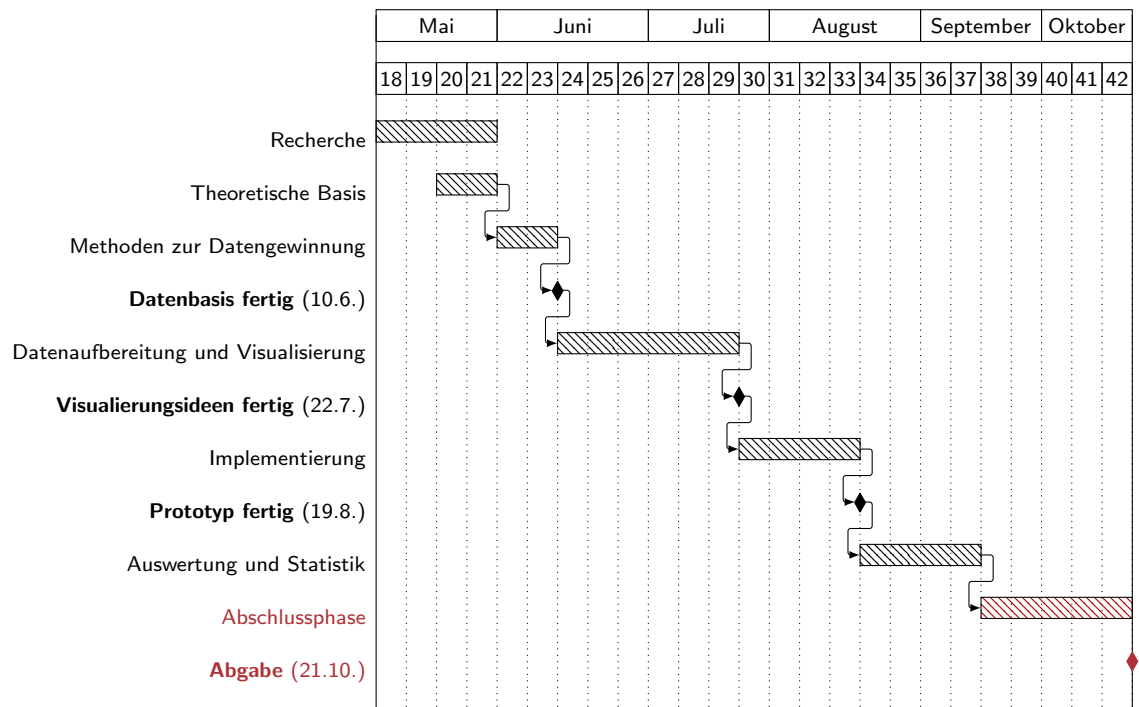 Mai Juni Juli August September Oktober
18 19 20 21 22 23 24 25 26 27 28 29 30 31 32 33 34 35 36 37 38 39 40 41 42
Recherche
Theoretische Basis
Methoden zur Datengewinnung
Datenbasis fertig (10.6.)
Datenaufbereitung und Visualisierung
Visualierungsideen fertig (22.7.)
Implementierung
Prototyp fertig (19.8.)
Auswertung und Statistik
Abschlussphase
Abgabe (21.10.)